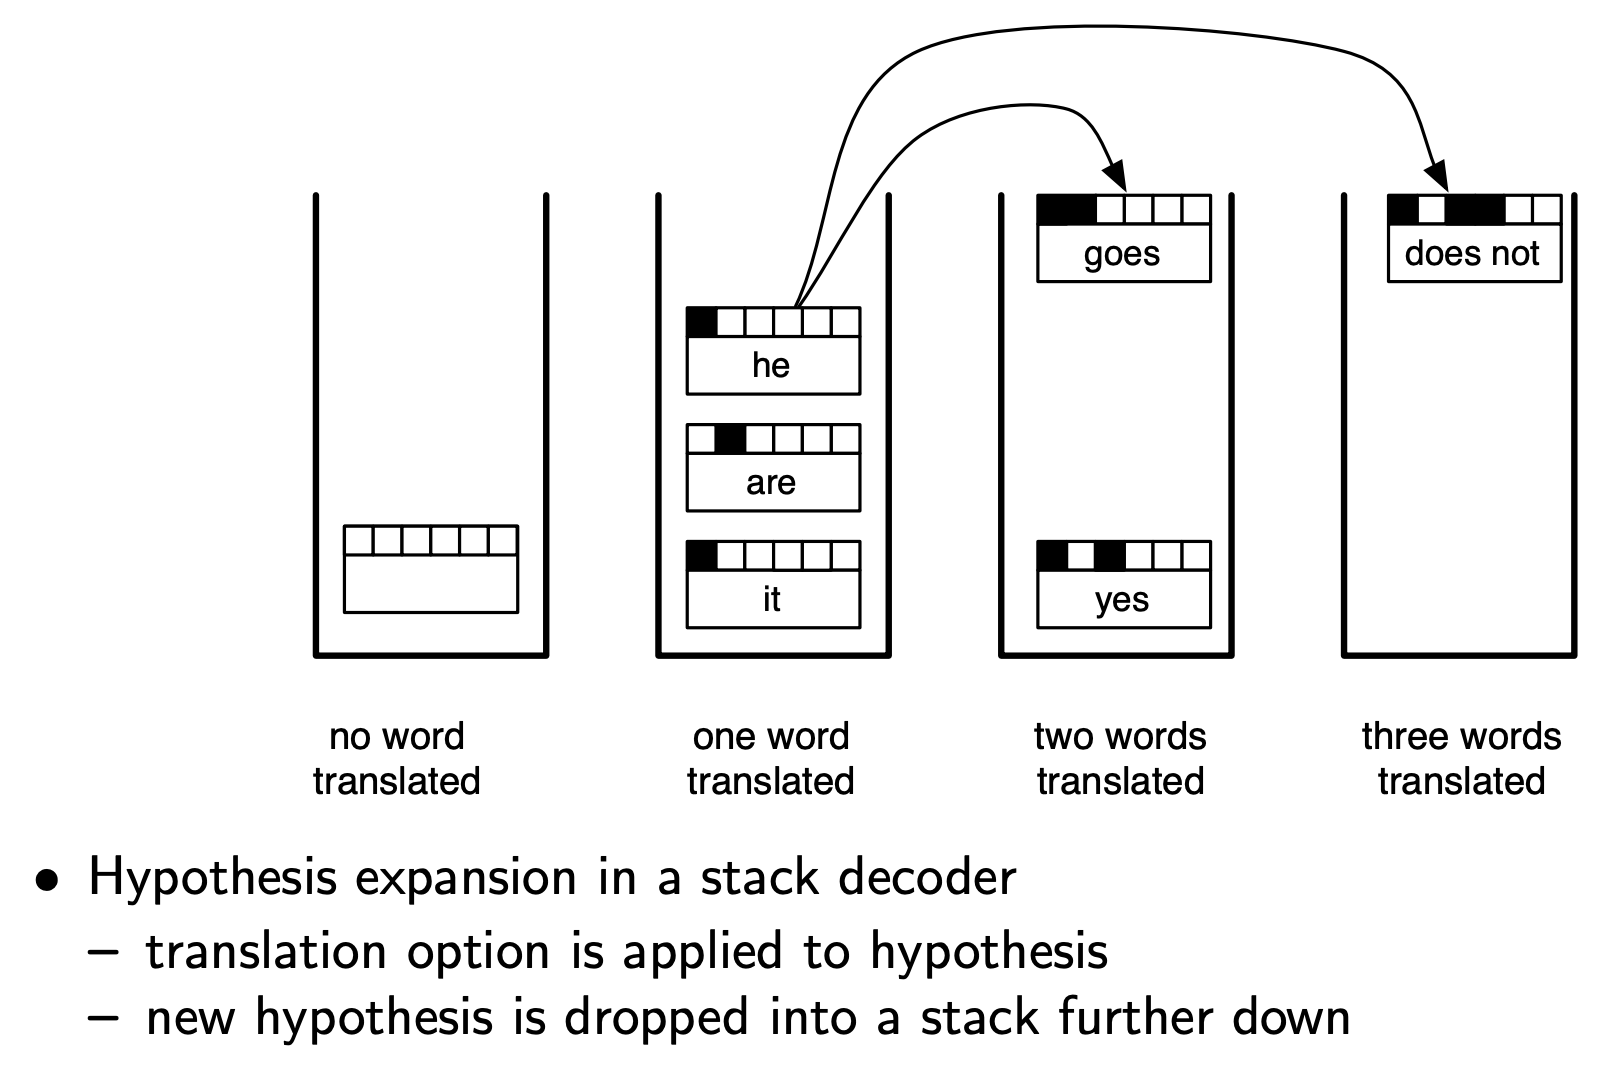 goes
does not
he
are
it
yes
no word
translated
one word
translated
two words
translated
three words
translated
• Hypothesis expansion in a stack decoder
– translation option is applied to hypothesis
– new hypothesis is dropped into a stack further down